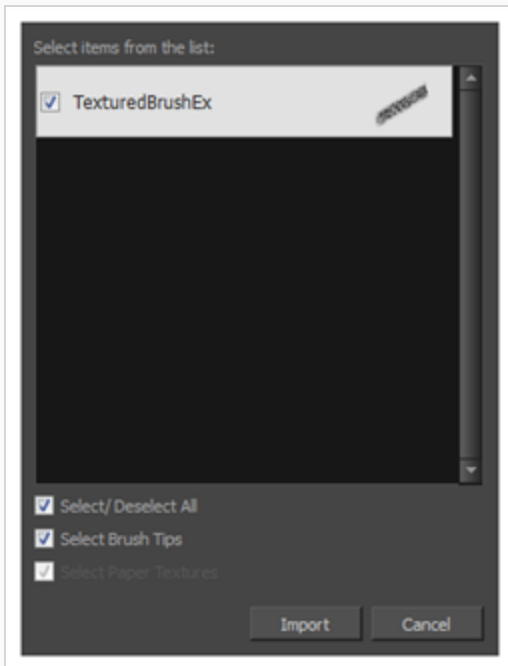 Select items from the list:
TexturedBrushEx
Select/ Deselect All
Select Brush Tips
Select Paper Textures
Import Cancel